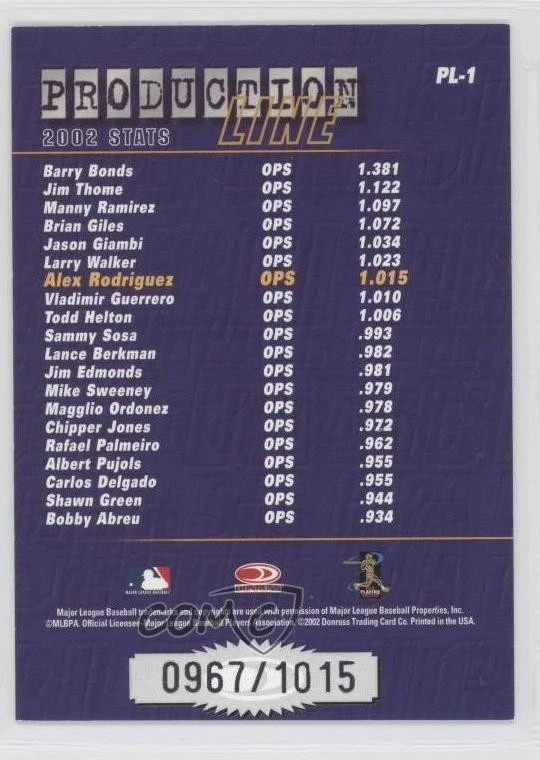 PRODUCTION
LINE
PL-1
2002 STATS
Barry Bonds OPS 1.381
Jim Thome OPS 1.122
Manny Ramirez OPS 1.097
Brian Giles OPS 1.072
Jason Giambi OPS 1.034
Larry Walker OPS 1.023
Alex Rodriguez OPS 1.015
Vladimir Guerrero OPS 1.010
Todd Helton OPS 1.006
Sammy Sosa OPS .993
Lance Berkman OPS .982
Jim Edmonds OPS .981
Mike Sweeney OPS .979
Magglio Ordonez OPS .978
Chipper Jones OPS .972
Rafael Palmeiro OPS .962
Albert Pujols OPS .955
Carlos Delgado OPS .955
Shawn Green OPS .944
Bobby Abreu OPS .934
MAJOR LEAGUE BASEBALL
DONRUSS
PLAYERS
Major League Baseball trademarks and copyrights are used with permission of Major League Baseball Properties, Inc.
©MLBPA. Official Licensee-Major League Baseball Players Association. ©2002 Donruss Trading Card Co. Printed in the USA.
COMC
0967/1015